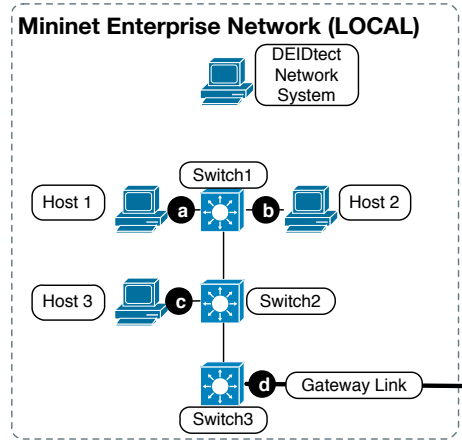 Mininet Enterprise Network (LOCAL)
DEIDtect
Network
System
Switch1
Host 1
a
b
Host 2
Host 3
c
Switch2
d
Gateway Link
Switch3